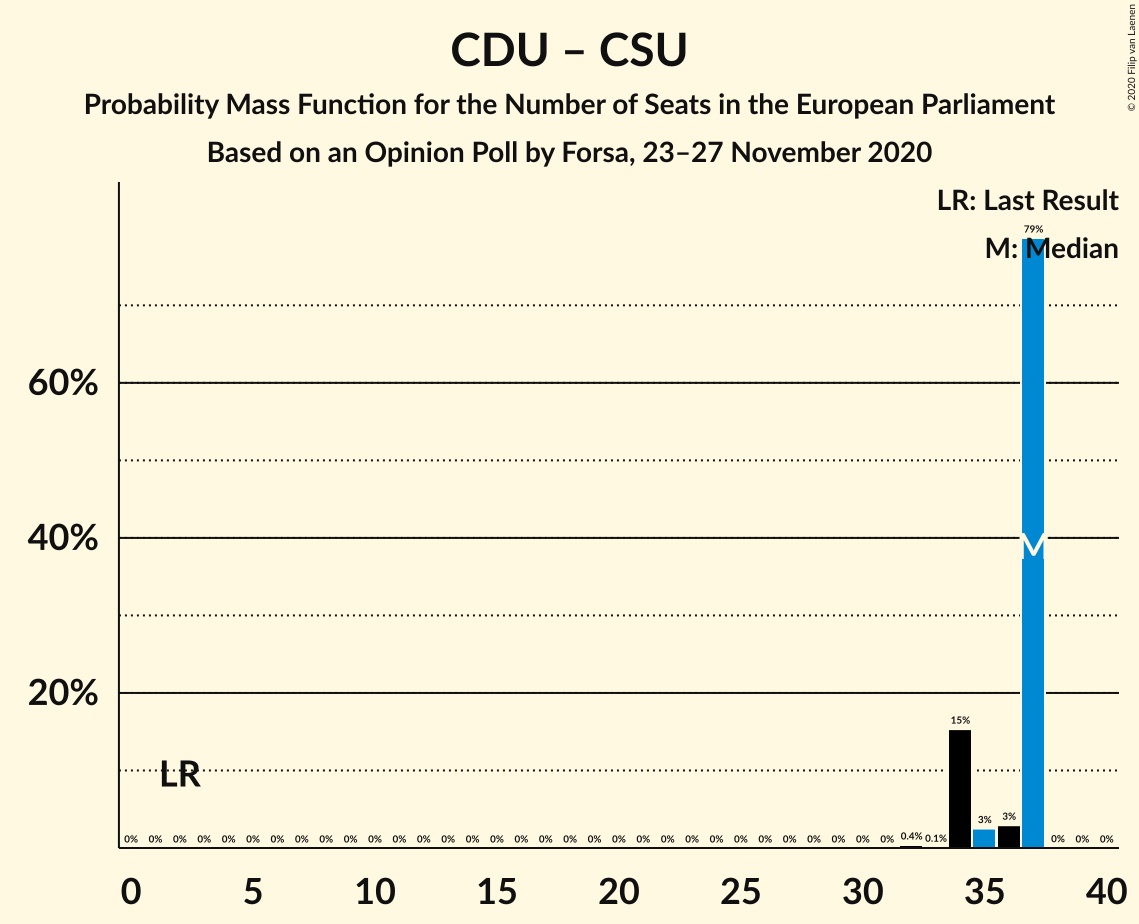 CDU – CSU
Probability Mass Function for the Number of Seats in the European Parliament
Based on an Opinion Poll by Forsa, 23–27 November 2020
© 2020 Filip van Laenen
LR: Last Result
M: Median
79%
60%
40%
M
20%
15%
LR
0% 0% 0% 0% 0% 0% 0% 0% 0% 0% 0% 0% 0% 0% 0% 0% 0% 0% 0% 0% 0% 0% 0% 0% 0% 0% 0% 0% 0% 0% 0% 0% 0.4% 0.1% 3% 3% 0% 0% 0%
0 5 10 15 20 25 30 35 40